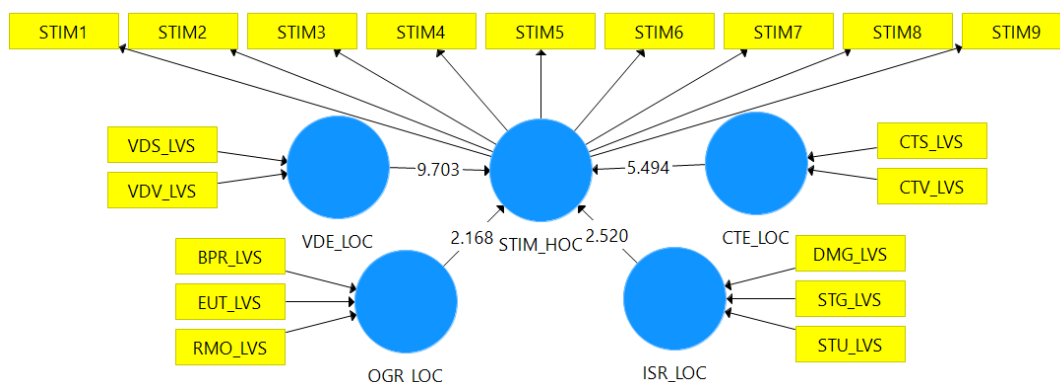 STIM1 STIM2 STIM3 STIM4 STIM5 STIM6 STIM7 STIM8 STIM9
VDS_LVS
VDV_LVS
9.703
5.494
CTS_LVS
CTV_LVS
VDE_LOC
STIM_HOC
CTE_LOC
2.168
2.520
BPR_LVS
EUT_LVS
RMO_LVS
DMG_LVS
STG_LVS
STU_LVS
OGR_LOC
ISR_LOC